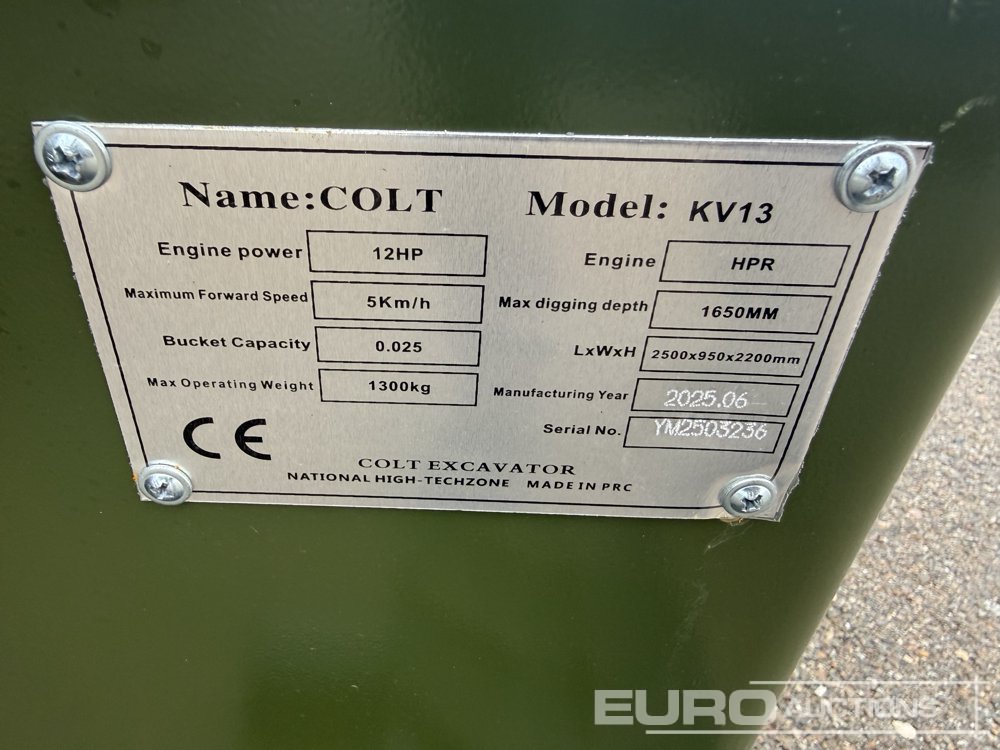 Name:COLT Model: KV13
Engine power 12HP Engine HPR
Maximum Forward Speed 5Km/h Max digging depth 1650MM
Bucket Capacity 0.025 LxWxH 2500x950x2200mm
Max Operating Weight 1300kg Manufacturing Year 2025.06
Serial No. YM2503236
CE
COLT EXCAVATOR
NATIONAL HIGH-TECHZONE MADE IN PRC
EURO AUCTIONS